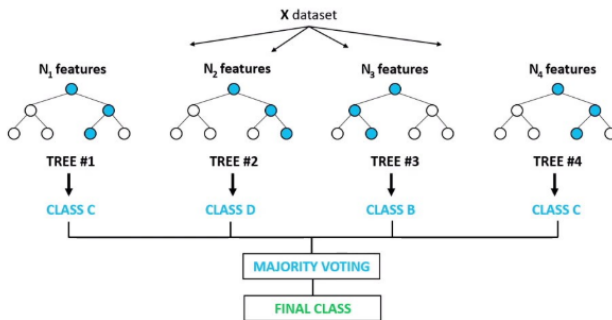 X dataset
N₁ features N₂ features N₃ features N₄ features
TREE #1 TREE #2 TREE #3 TREE #4
CLASS C CLASS D CLASS B CLASS C
MAJORITY VOTING
FINAL CLASS